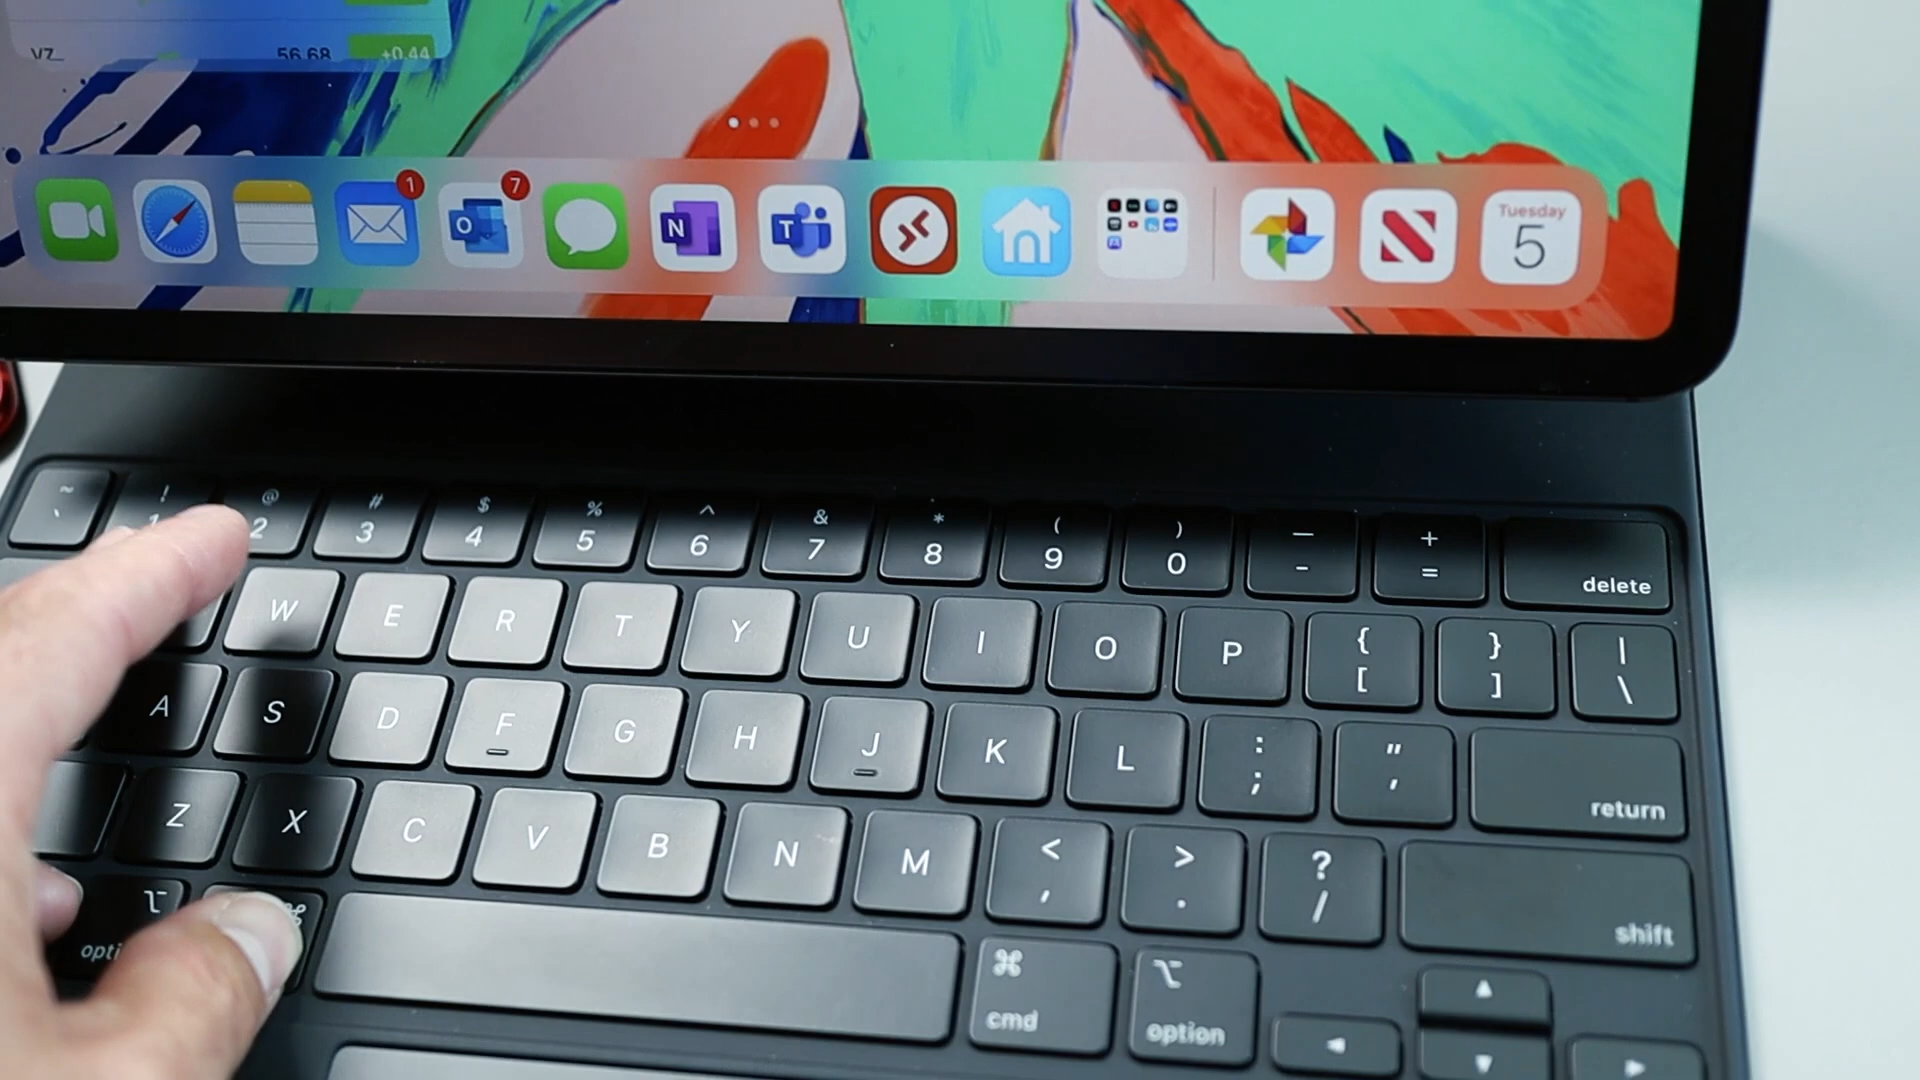 VZ 56.68 +0.44
1 7
O N T
Tuesday
5
~ ! @ # $ % ^ & * ( ) — +
` 1 2 3 4 5 6 7 8 9 0 - = delete
W E R T Y U I O P { [ } ] | \
A S D F G H J K L : ; " ' return
Z X C V B N M < , > . ? / shift
⌥ ⌘ ⌘ ⌥
cmd option
▲
◄ ▼ ►